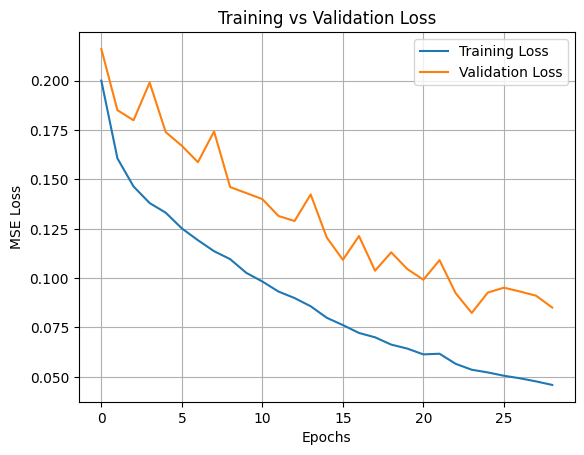 Training vs Validation Loss
Training Loss
Validation Loss
0.200
0.175
0.150
0.125
0.100
0.075
0.050
MSE Loss
0 5 10 15 20 25
Epochs